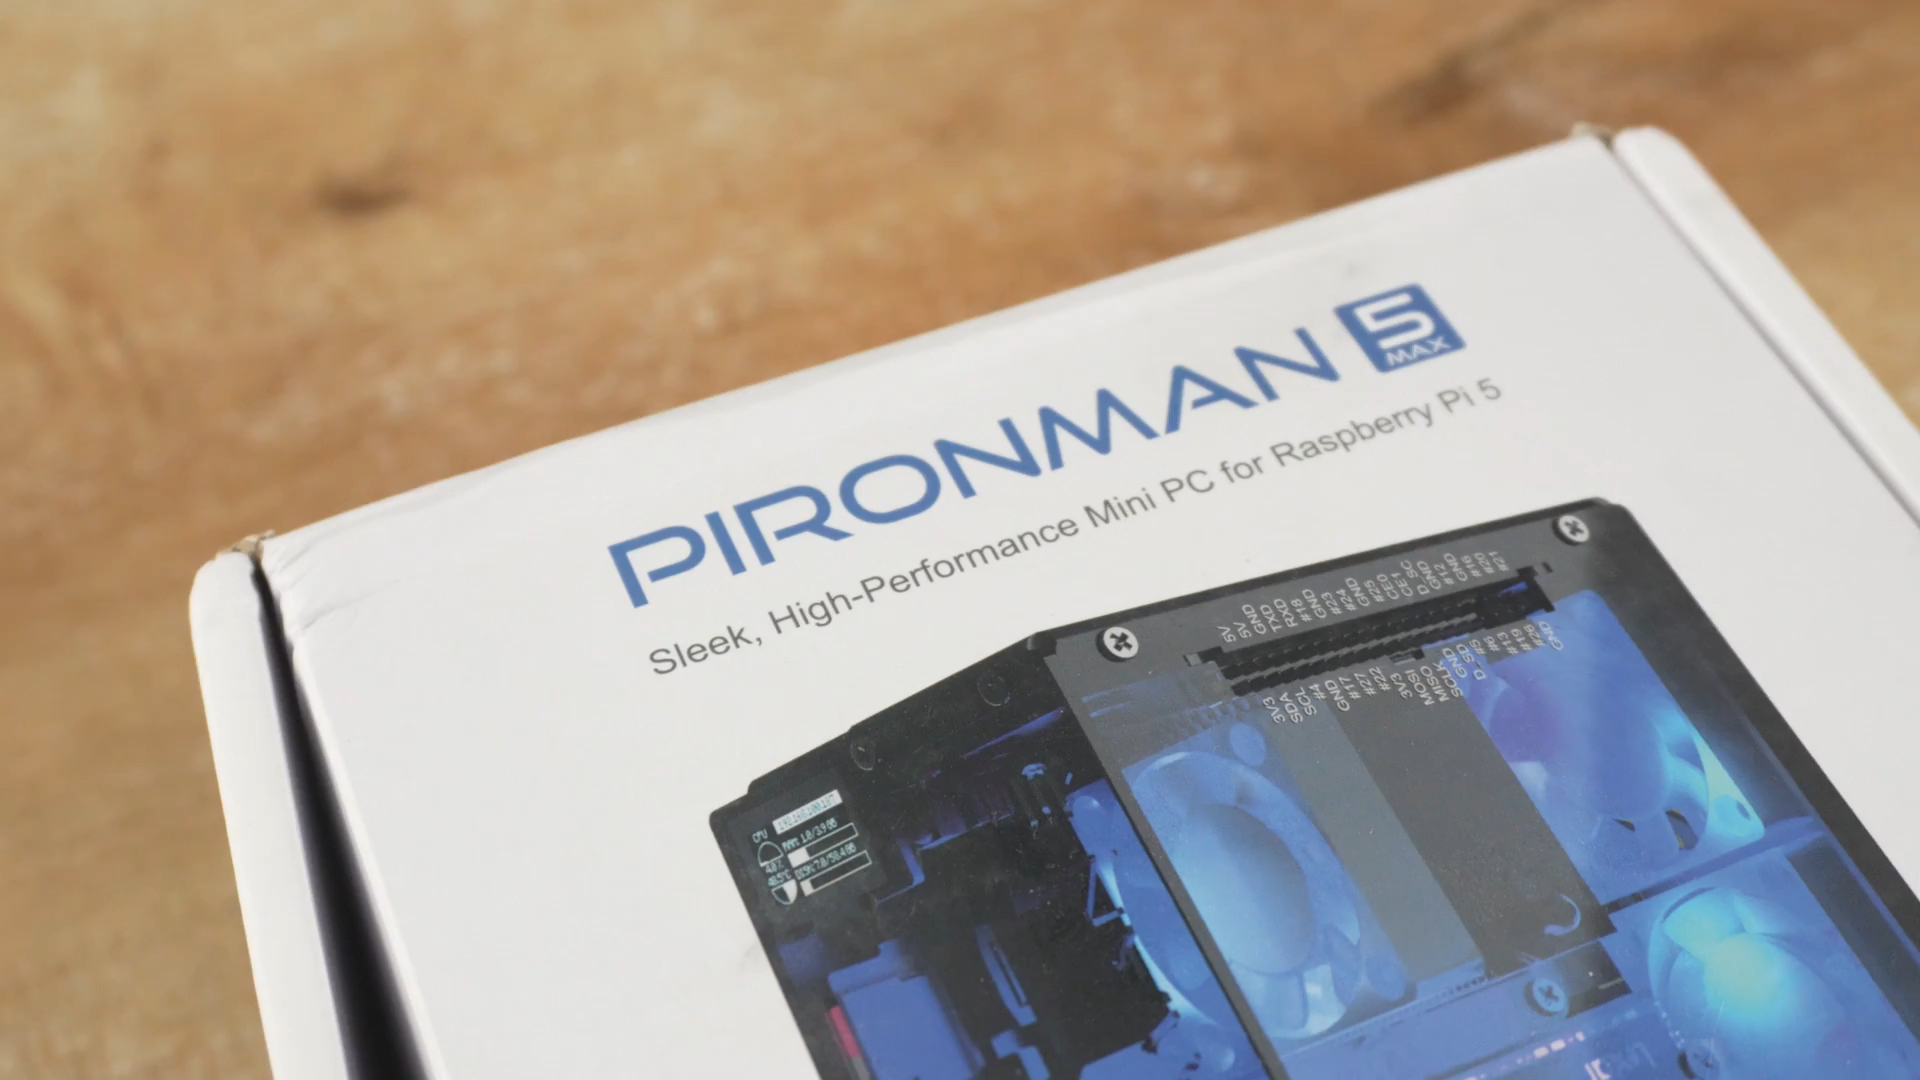 PIRONMAN 5 MAX
Sleek, High-Performance Mini PC for Raspberry Pi 5
5V 5V GND TXD RXD #18 GND #23 #24 GND #25 CE0 CE1 D_SC GND #12 GND #16 #20 #21
3V3 SDA SCL #4 GND #17 #27 #22 3V3 MOSI MISO SCLK GND D_SD #5 #6 #13 #19 #26 GND
CPU